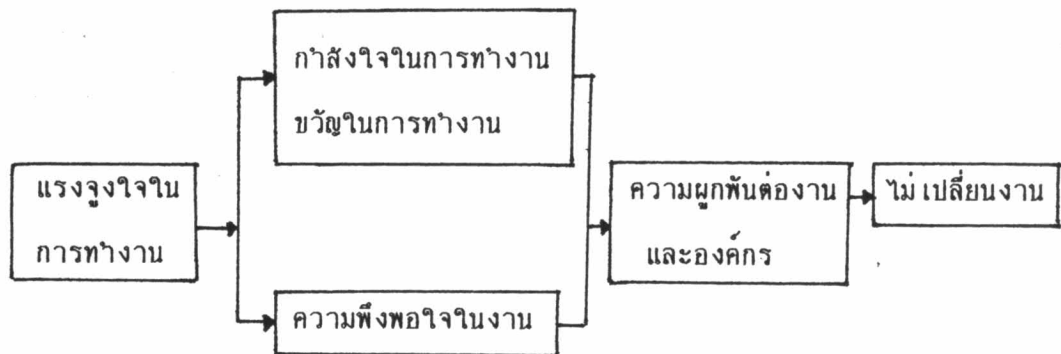 กำลังใจในการทำงาน
ขวัญในการทำงาน
แรงจูงใจใน
การทำงาน
ความผูกพันต่องาน
และองค์กร
ไม่เปลี่ยนงาน
ความพึงพอใจในงาน